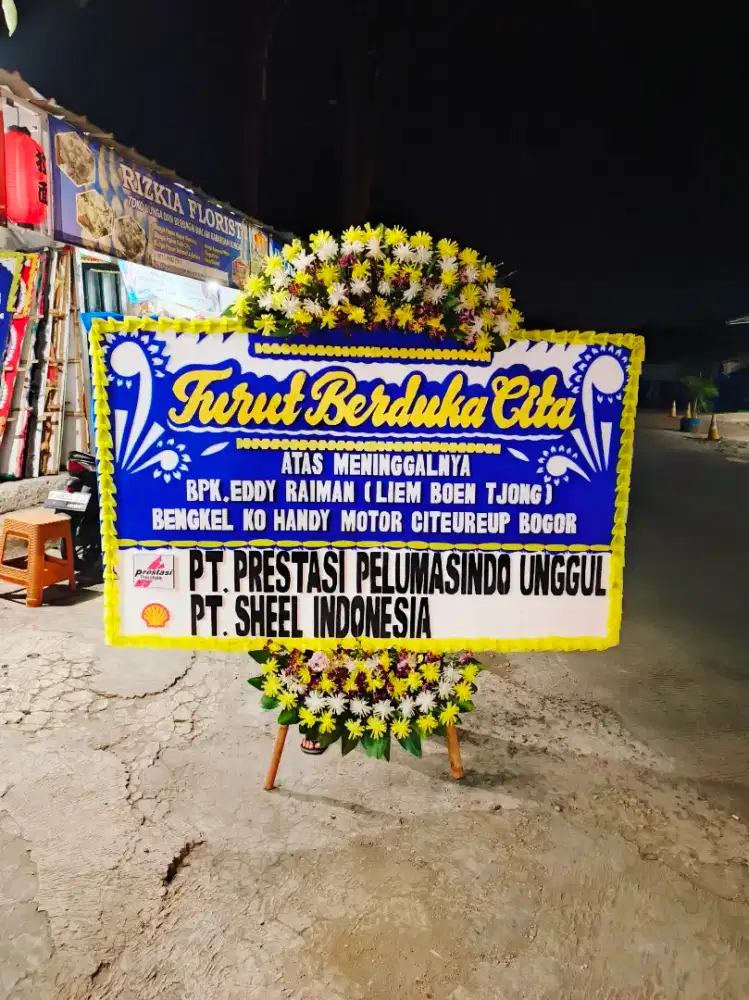 RIZKIA FLORIST
Turut Berduka Cita
ATAS MENINGGALNYA
BPK.EDDY RAIMAN (LIEM BOEN TJONG)
BENGKEL KO HANDY MOTOR CITEUREUP BOGOR
prestasi
PT. PRESTASI PELUMASINDO UNGGUL
PT. SHEEL INDONESIA